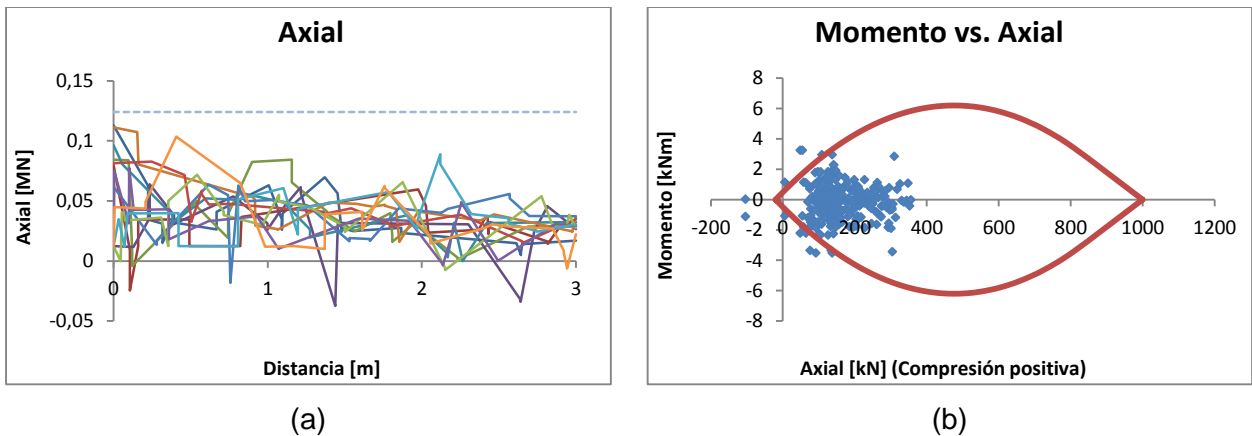 Axial
0,15
0,1
0,05
0
-0,05
Axial [MN]
0 1 2 3
Distancia [m]
(a)
Momento vs. Axial
8
6
4
2
0
-2
-4
-6
-8
Momento [kNm]
-200 0 200 400 600 800 1000 1200
Axial [kN] (Compresión positiva)
(b)